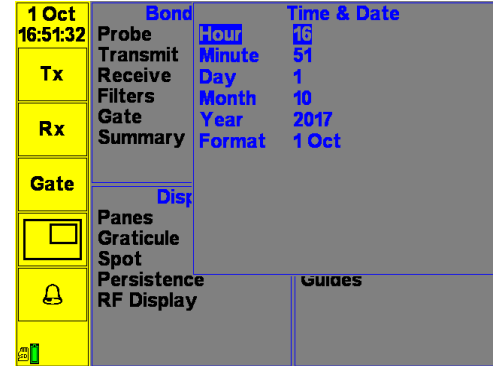 1 Oct
16:51:32
Tx
Rx
Gate
Bond
Probe
Transmit
Receive
Filters
Gate
Summary
Time & Date
Hour 16
Minute 51
Day 1
Month 10
Year 2017
Format 1 Oct
Panes
Graticule
Spot
Persistence
RF Display
Guides